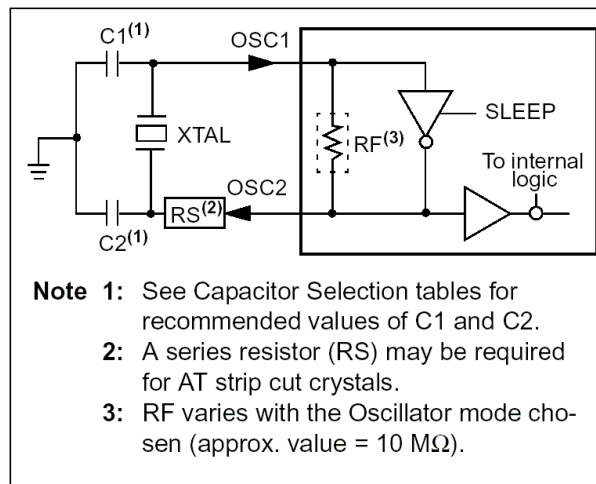 C1(1)
OSC1
SLEEP
XTAL
RF(3)
To internal
logic
OSC2
RS(2)
C2(1)
Note 1: See Capacitor Selection tables for
recommended values of C1 and C2.
2: A series resistor (RS) may be required
for AT strip cut crystals.
3: RF varies with the Oscillator mode cho-
sen (approx. value = 10 MΩ).